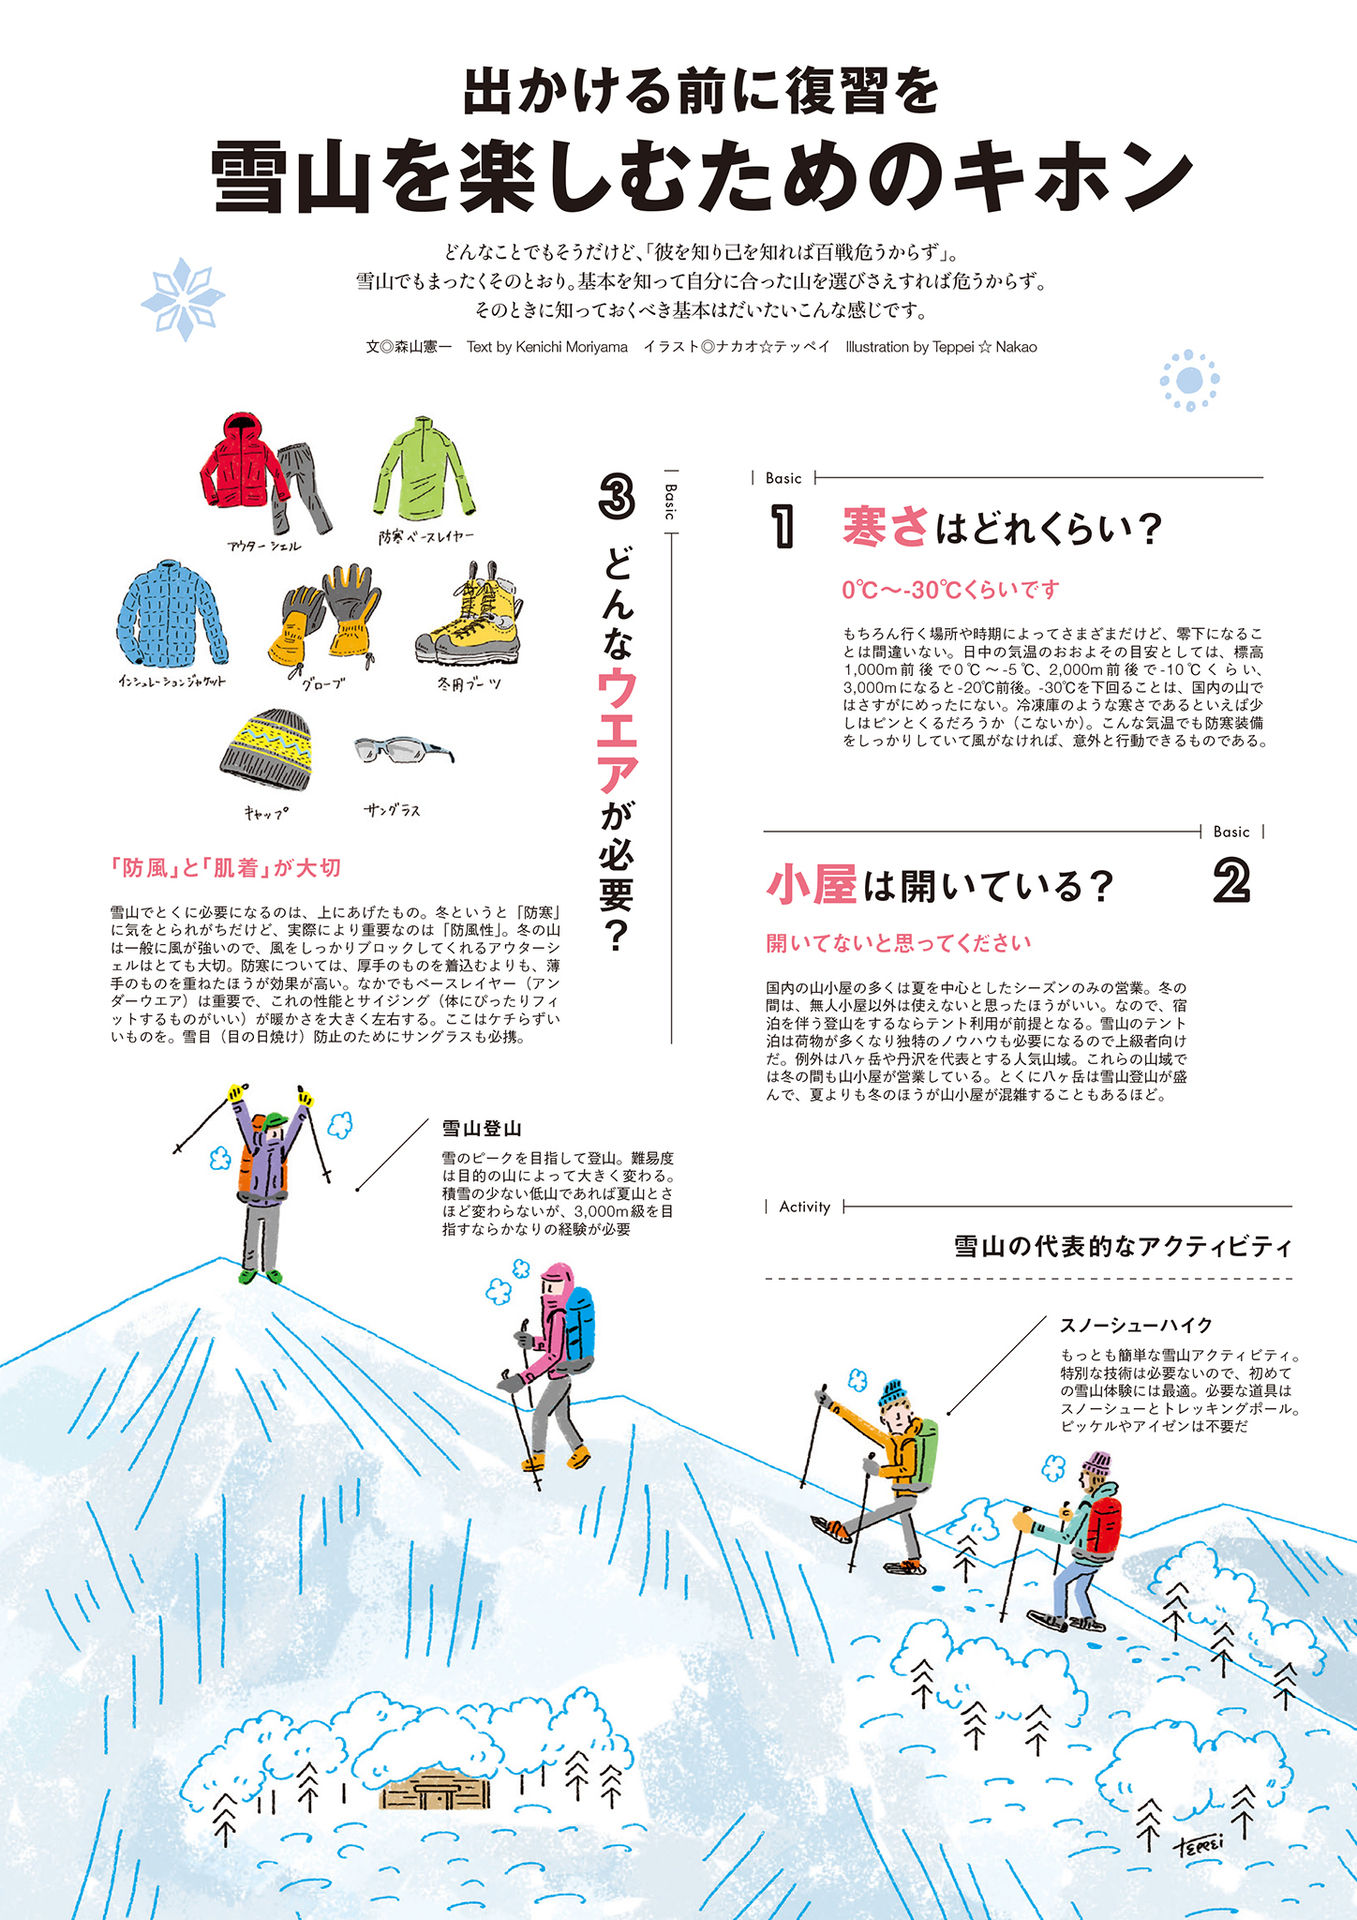 出かける前に復習を
雪山を楽しむためのキホン
どんなことでもそうだけど、「彼を知り己を知れば百戦危うからず」。
雪山でもまったくそのとおり。基本を知って自分に合った山を選びさえすれば危うからず。
そのときに知っておくべき基本はだいたいこんな感じです。
文◎森山憲一　Text by Kenichi Moriyama　イラスト◎ナカオ☆テッペイ　Illustration by Teppei ☆ Nakao
Basic
1 寒さはどれくらい？
0℃〜-30℃くらいです
もちろん行く場所や時期によってさまざまだけど、零下になるこ
とは間違いない。日中の気温のおおよその目安としては、標高
1,000m前後で0℃〜-5℃、2,000m前後で-10℃くらい、
3,000mになると-20℃前後。-30℃を下回ることは、国内の山で
はさすがにめったにない。冷凍庫のような寒さであるといえば少
しはピンとくるだろうか（こないか）。こんな気温でも防寒装備
をしっかりしていて風がなければ、意外と行動できるものである。
Basic
2 小屋は開いている？
開いてないと思ってください
国内の山小屋の多くは夏を中心としたシーズンのみの営業。冬の
間は、無人小屋以外は使えないと思ったほうがいい。なので、宿
泊を伴う登山をするならテント利用が前提となる。雪山のテント
泊は荷物が多くなり独特のノウハウも必要になるので上級者向け
だ。例外は八ヶ岳や丹沢を代表とする人気山域。これらの山域で
は冬の間も山小屋が営業している。とくに八ヶ岳は雪山登山が盛
んで、夏よりも冬のほうが山小屋が混雑することもあるほど。
Basic
3 どんなウエアが必要？
アウターシェル
防寒ベースレイヤー
インシュレーションジャケット
グローブ
冬用ブーツ
キャップ
サングラス
「防風」と「肌着」が大切
雪山でとくに必要になるのは、上にあげたもの。冬というと「防寒」
に気をとられがちだけど、実際により重要なのは「防風性」。冬の山
は一般に風が強いので、風をしっかりブロックしてくれるアウターシ
ェルはとても大切。防寒については、厚手のものを着込むよりも、薄
手のものを重ねたほうが効果が高い。なかでもベースレイヤー（アン
ダーウエア）は重要で、これの性能とサイジング（体にぴったりフィ
ットするものがいい）が暖かさを大きく左右する。ここはケチらずい
いものを。雪目（目の日焼け）防止のためにサングラスも必携。
Activity
雪山の代表的なアクティビティ
雪山登山
雪のピークを目指して登山。難易度
は目的の山によって大きく変わる。
積雪の少ない低山であれば夏山とさ
ほど変わらないが、3,000m級を目
指すならかなりの経験が必要
スノーシューハイク
もっとも簡単な雪山アクティビティ。
特別な技術は必要ないので、初めて
の雪山体験には最適。必要な道具は
スノーシューとトレッキングポール。
ピッケルやアイゼンは不要だ
TEPPEi